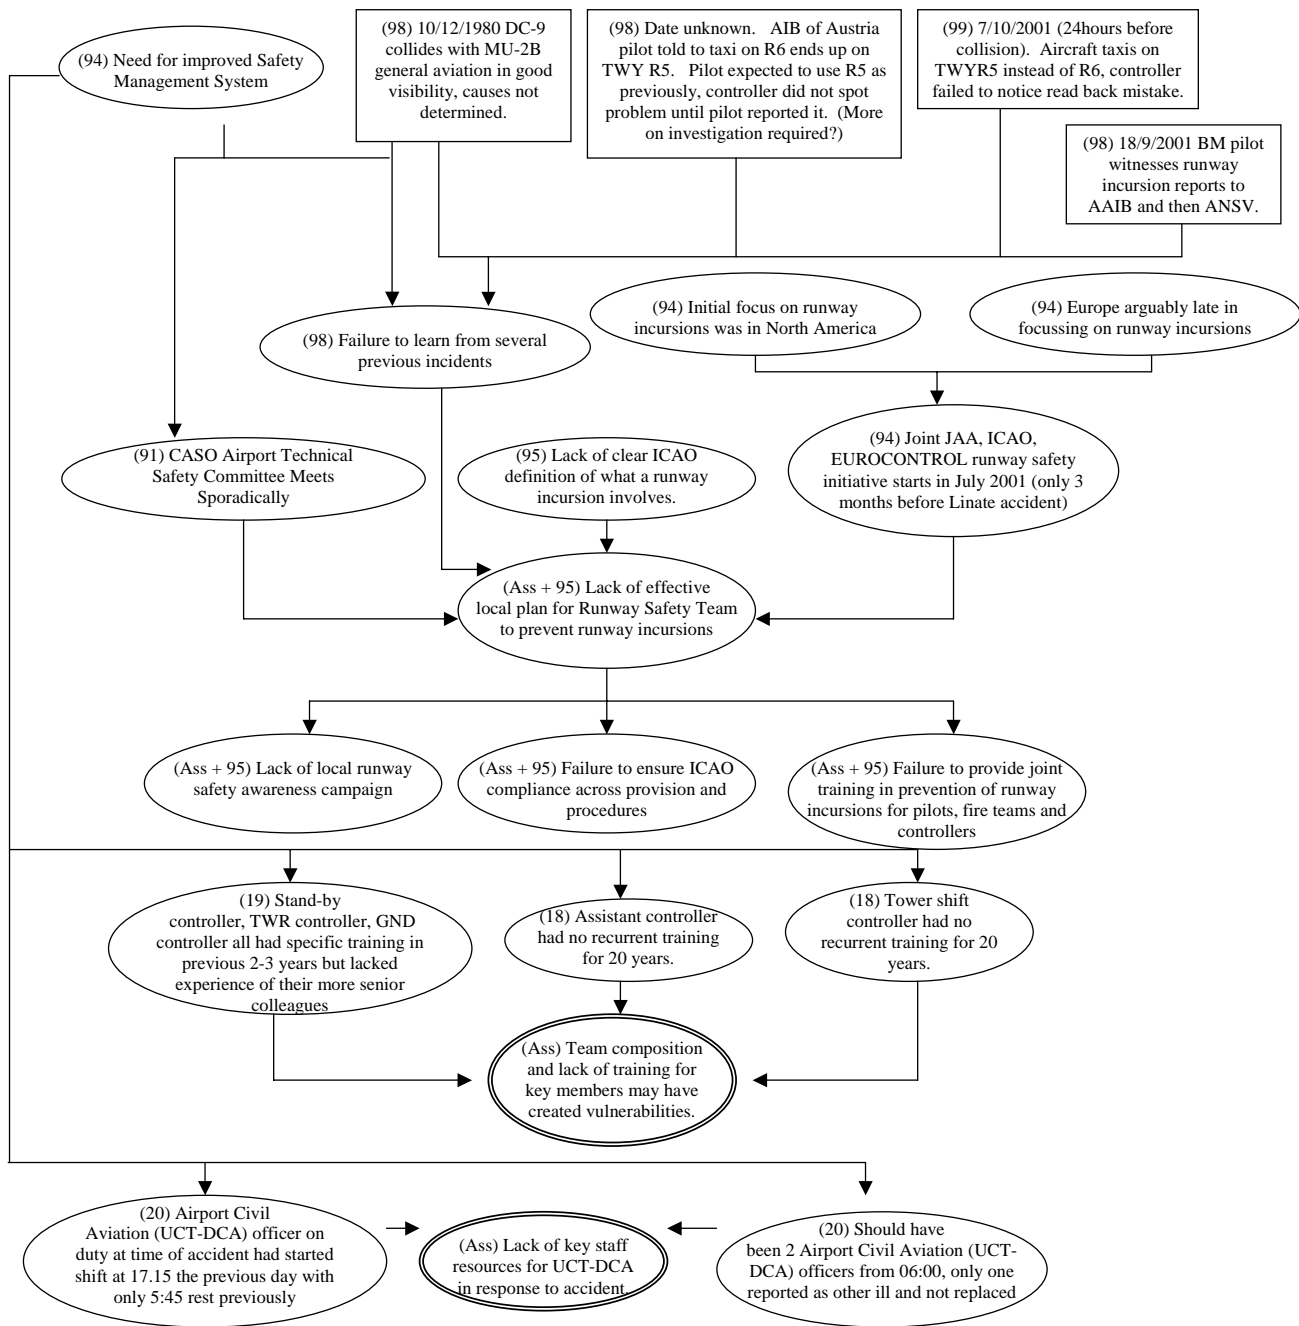 (94) Need for improved Safety
Management System
(98) 10/12/1980 DC-9
collides with MU-2B
general aviation in good
visibility, causes not
determined.
(98) Date unknown. AIB of Austria
pilot told to taxi on R6 ends up on
TWY R5. Pilot expected to use R5 as
previously, controller did not spot
problem until pilot reported it. (More
on investigation required?)
(99) 7/10/2001 (24hours before
collision). Aircraft taxis on
TWYR5 instead of R6, controller
failed to notice read back mistake.
(98) 18/9/2001 BM pilot
witnesses runway
incursion reports to
AAIB and then ANSV.
(98) Failure to learn from several
previous incidents
(94) Initial focus on runway
incursions was in North America
(94) Europe arguably late in
focussing on runway incursions
(91) CASO Airport Technical
Safety Committee Meets
Sporadically
(95) Lack of clear ICAO
definition of what a runway
incursion involves.
(94) Joint JAA, ICAO,
EUROCONTROL runway safety
initiative starts in July 2001 (only 3
months before Linate accident)
(Ass + 95) Lack of effective
local plan for Runway Safety Team
to prevent runway incursions
(Ass + 95) Lack of local runway
safety awareness campaign
(Ass + 95) Failure to ensure ICAO
compliance across provision and
procedures
(Ass + 95) Failure to provide joint
training in prevention of runway
incursions for pilots, fire teams and
controllers
(19) Stand-by
controller, TWR controller, GND
controller all had specific training in
previous 2-3 years but lacked
experience of their more senior
colleagues
(18) Assistant controller
had no recurrent training
for 20 years.
(18) Tower shift
controller had no
recurrent training for 20
years.
(Ass) Team composition
and lack of training for
key members may have
created vulnerabilities.
(20) Airport Civil
Aviation (UCT-DCA) officer on
duty at time of accident had started
shift at 17.15 the previous day with
only 5:45 rest previously
(Ass) Lack of key staff
resources for UCT-DCA
in response to accident.
(20) Should have
been 2 Airport Civil Aviation (UCT-
DCA) officers from 06:00, only one
reported as other ill and not replaced